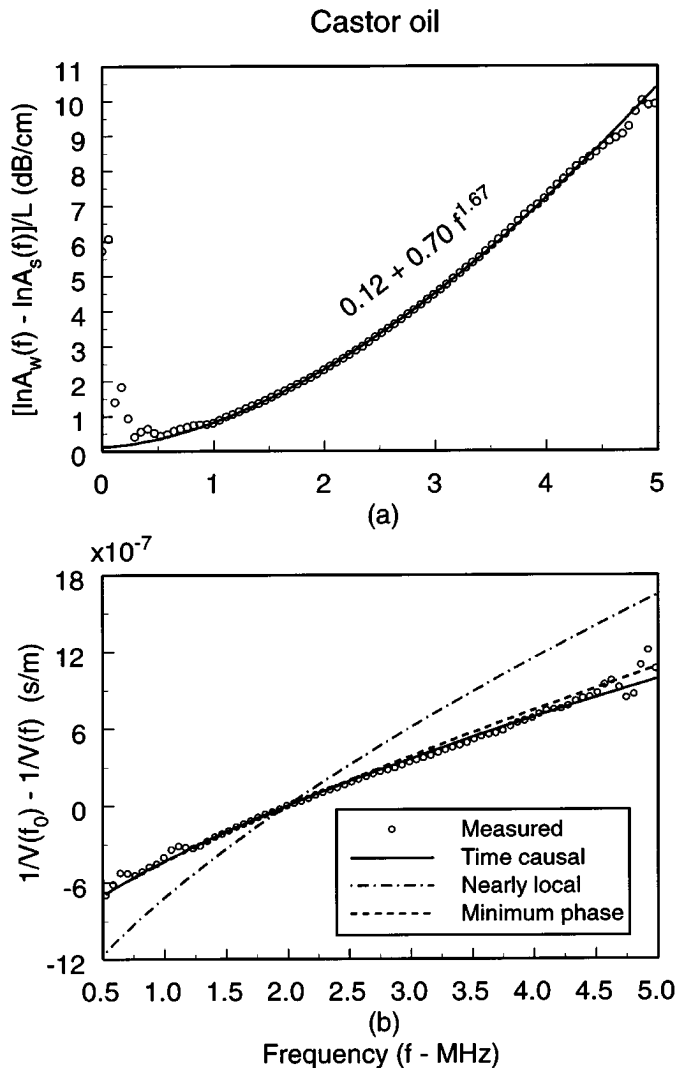 Castor oil
11
10
9
8
7
6
5
4
3
2
1
0
[lnA_w(f) - lnA_s(f)]/L (dB/cm)
0.12 + 0.70 f^1.67
0 1 2 3 4 5
(a)
x10^-7
18
12
6
0
-6
-12
1/V(f_0) - 1/V(f) (s/m)
Measured
Time causal
Nearly local
Minimum phase
0.5 1.0 1.5 2.0 2.5 3.0 3.5 4.0 4.5 5.0
(b)
Frequency (f - MHz)